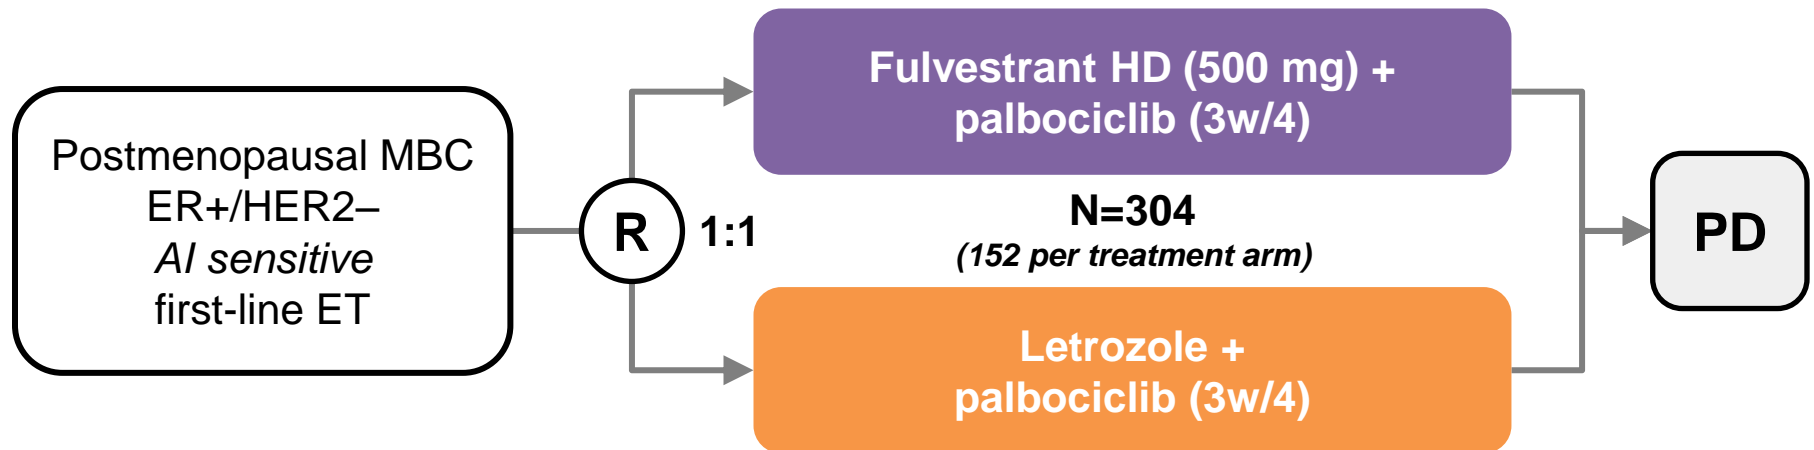 Postmenopausal MBC
ER+/HER2–
AI sensitive
first-line ET
R
1:1
Fulvestrant HD (500 mg) +
palbociclib (3w/4)
N=304
(152 per treatment arm)
Letrozole +
palbociclib (3w/4)
PD